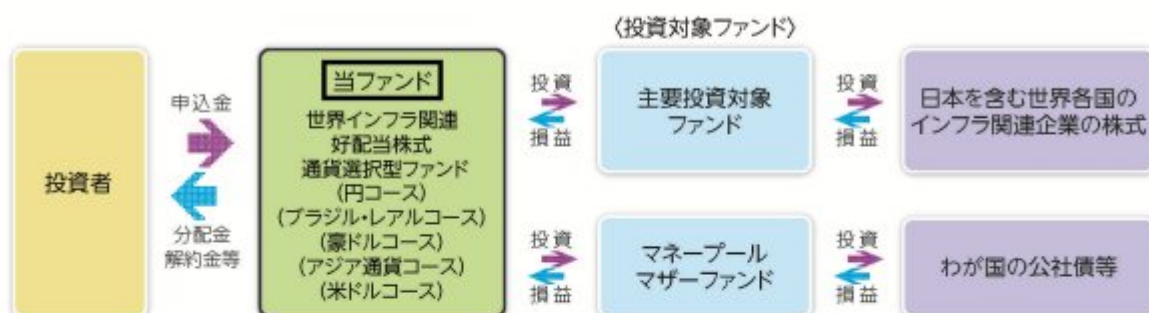 〈投資対象ファンド〉
投資者
申込金
分配金
解約金等
当ファンド
世界インフラ関連
好配当株式
通貨選択型ファンド
(円コース)
(ブラジル・レアルコース)
(豪ドルコース)
(アジア通貨コース)
(米ドルコース)
投資
損益
主要投資対象
ファンド
投資
損益
日本を含む世界各国の
インフラ関連企業の株式
投資
損益
マネープール
マザーファンド
投資
損益
わが国の公社債等